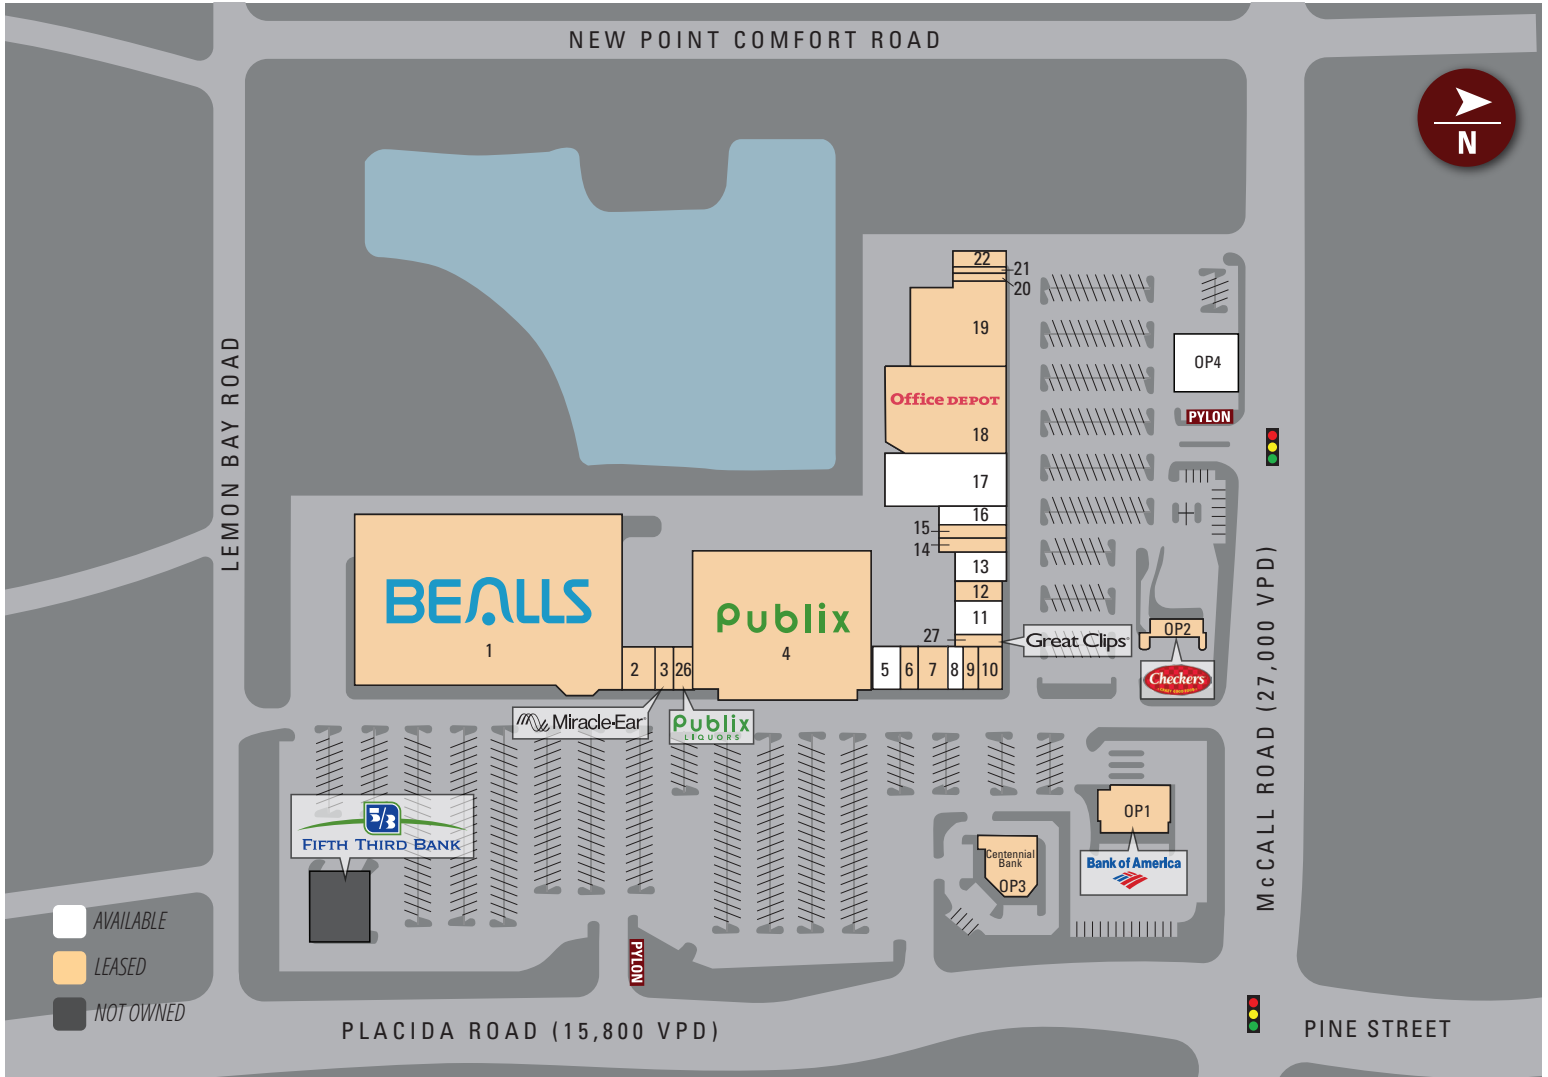 NEW POINT COMFORT ROAD
N
22
21
20
19
OP4
LEMON BAY ROAD
Office DEPOT
PYLON
18
17
16
15
14
13
12
11
27
Great Clips
OP2
BEALLS
1
Publix
4
2
3
26
5
6
7
8
9
10
Checkers
Miracle-Ear
Publix
LIQUORS
McCALL ROAD (27,000 VPD)
5/3
FIFTH THIRD BANK
OP1
Centennial
Bank
OP3
Bank of America
AVAILABLE
LEASED
NOT OWNED
PYLON
PLACIDA ROAD (15,800 VPD)
PINE STREET